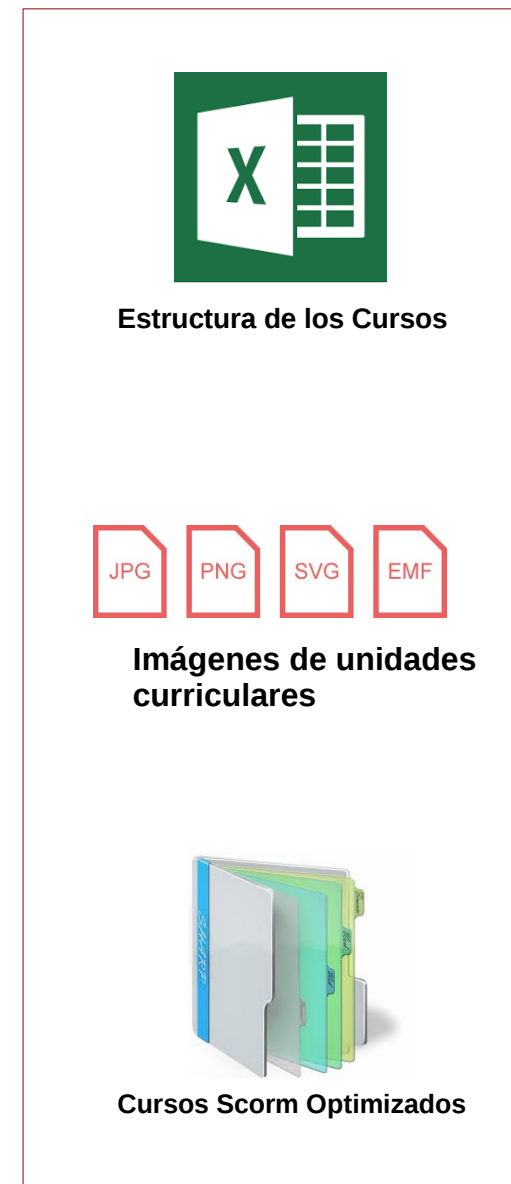 X
Estructura de los Cursos
JPG PNG SVG EMF
Imágenes de unidades
curriculares
Cursos Scorm Optimizados